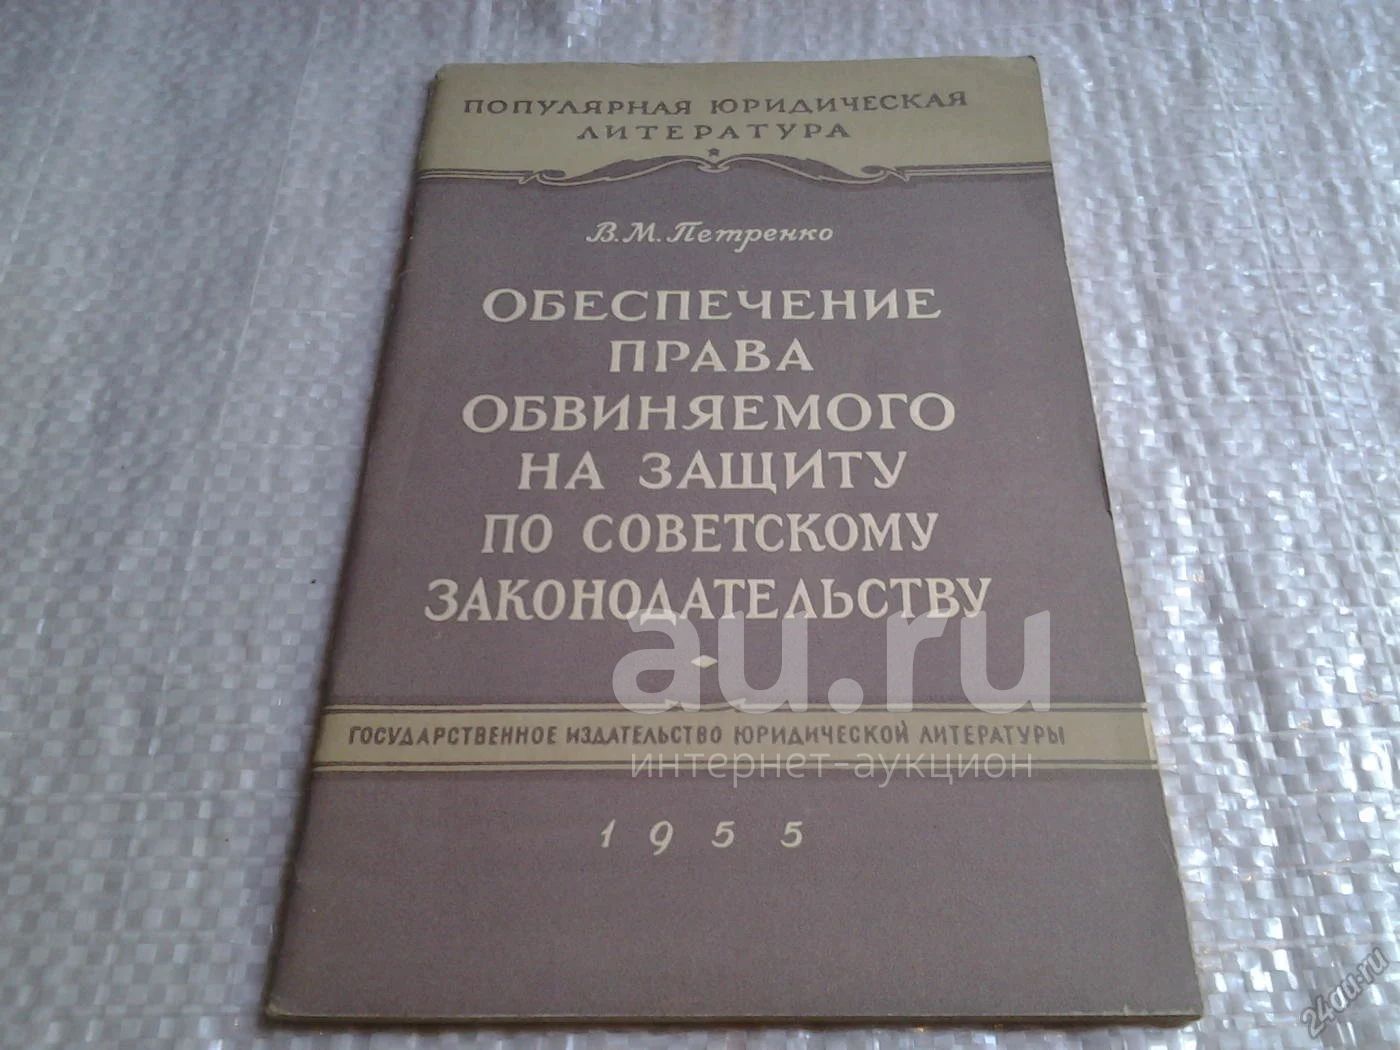 ПОПУЛЯРНАЯ ЮРИДИЧЕСКАЯ
ЛИТЕРАТУРА
В. М. Петренко
ОБЕСПЕЧЕНИЕ
ПРАВА
ОБВИНЯЕМОГО
НА ЗАЩИТУ
ПО СОВЕТСКОМУ
ЗАКОНОДАТЕЛЬСТВУ
au.ru
ГОСУДАРСТВЕННОЕ ИЗДАТЕЛЬСТВО ЮРИДИЧЕСКОЙ ЛИТЕРАТУРЫ
интернет-аукцион
1955
24au.ru